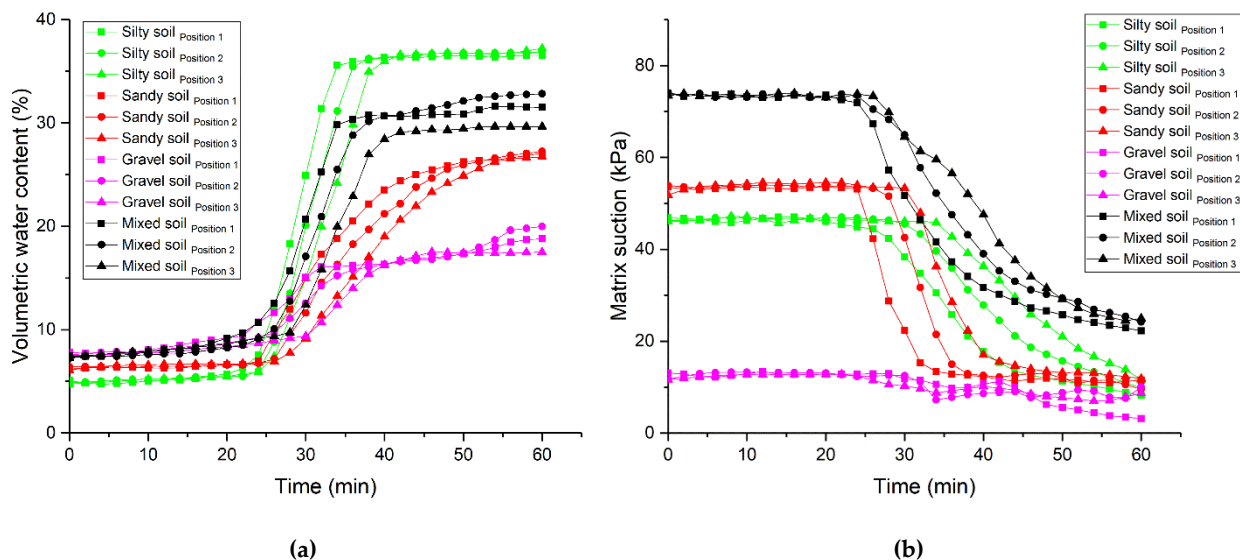 40
30
20
10
0
Volumetric water content (%)
Silty soil Position 1
Silty soil Position 2
Silty soil Position 3
Sandy soil Position 1
Sandy soil Position 2
Sandy soil Position 3
Gravel soil Position 1
Gravel soil Position 2
Gravel soil Position 3
Mixed soil Position 1
Mixed soil Position 2
Mixed soil Position 3
0 10 20 30 40 50 60
Time (min)
(a)
80
60
40
20
0
Matrix suction (kPa)
Silty soil Position 1
Silty soil Position 2
Silty soil Position 3
Sandy soil Position 1
Sandy soil Position 2
Sandy soil Position 3
Gravel soil Position 1
Gravel soil Position 2
Gravel soil Position 3
Mixed soil Position 1
Mixed soil Position 2
Mixed soil Position 3
0 10 20 30 40 50 60
Time (min)
(b)